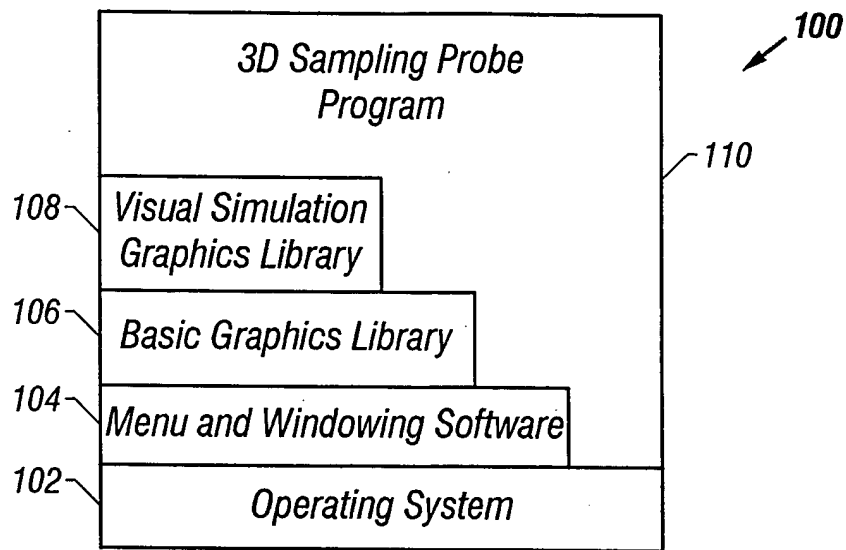 100
3D Sampling Probe
Program
110
108
Visual Simulation
Graphics Library
106
Basic Graphics Library
104
Menu and Windowing Software
102
Operating System